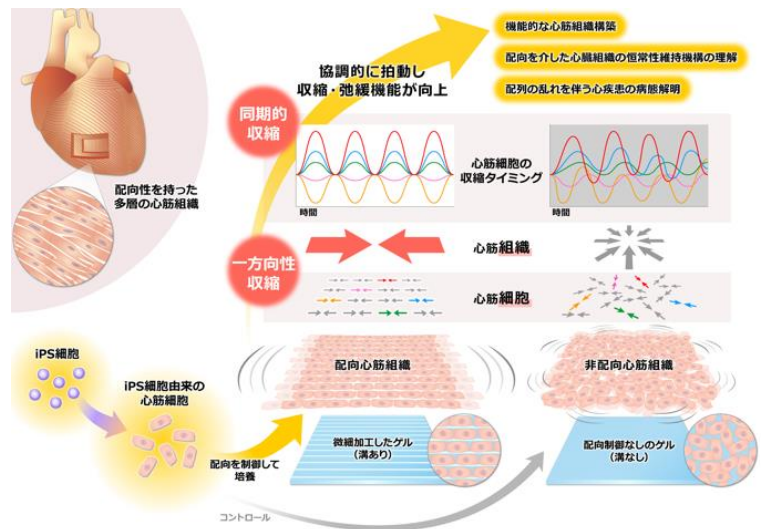 機能的な心筋組織構築
配向を介した心臓組織の恒常性維持機構の理解
配列の乱れを伴う心疾患の病態解明
協調的に拍動し
収縮・弛緩機能が向上
同期的
収縮
心筋細胞の
収縮タイミング
時間
時間
配向性を持った
多層の心筋組織
一方向性
収縮
心筋組織
心筋細胞
iPS細胞
iPS細胞由来の
心筋細胞
配向を制御して
培養
配向心筋組織
非配向心筋組織
微細加工したゲル
(溝あり)
配向制御なしのゲル
(溝なし)
コントロール